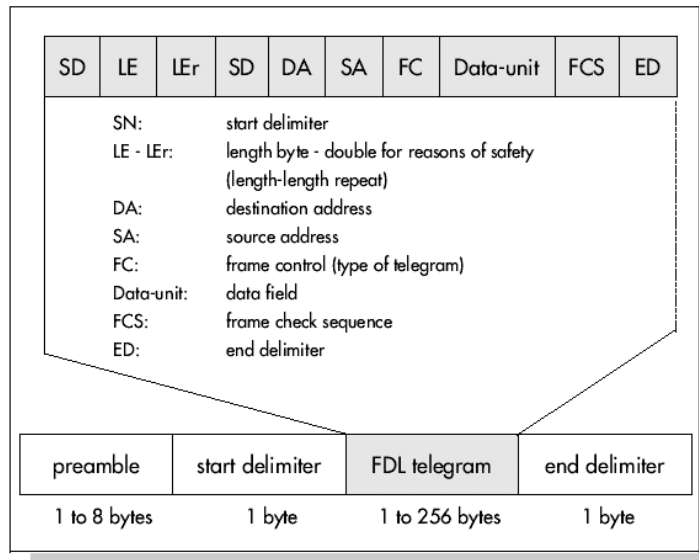 SD LE LEr SD DA SA FC Data-unit FCS ED
SN: start delimiter
LE - LEr: length byte - double for reasons of safety
(length-length repeat)
DA: destination address
SA: source address
FC: frame control (type of telegram)
Data-unit: data field
FCS: frame check sequence
ED: end delimiter
preamble start delimiter FDL telegram end delimiter
1 to 8 bytes 1 byte 1 to 256 bytes 1 byte